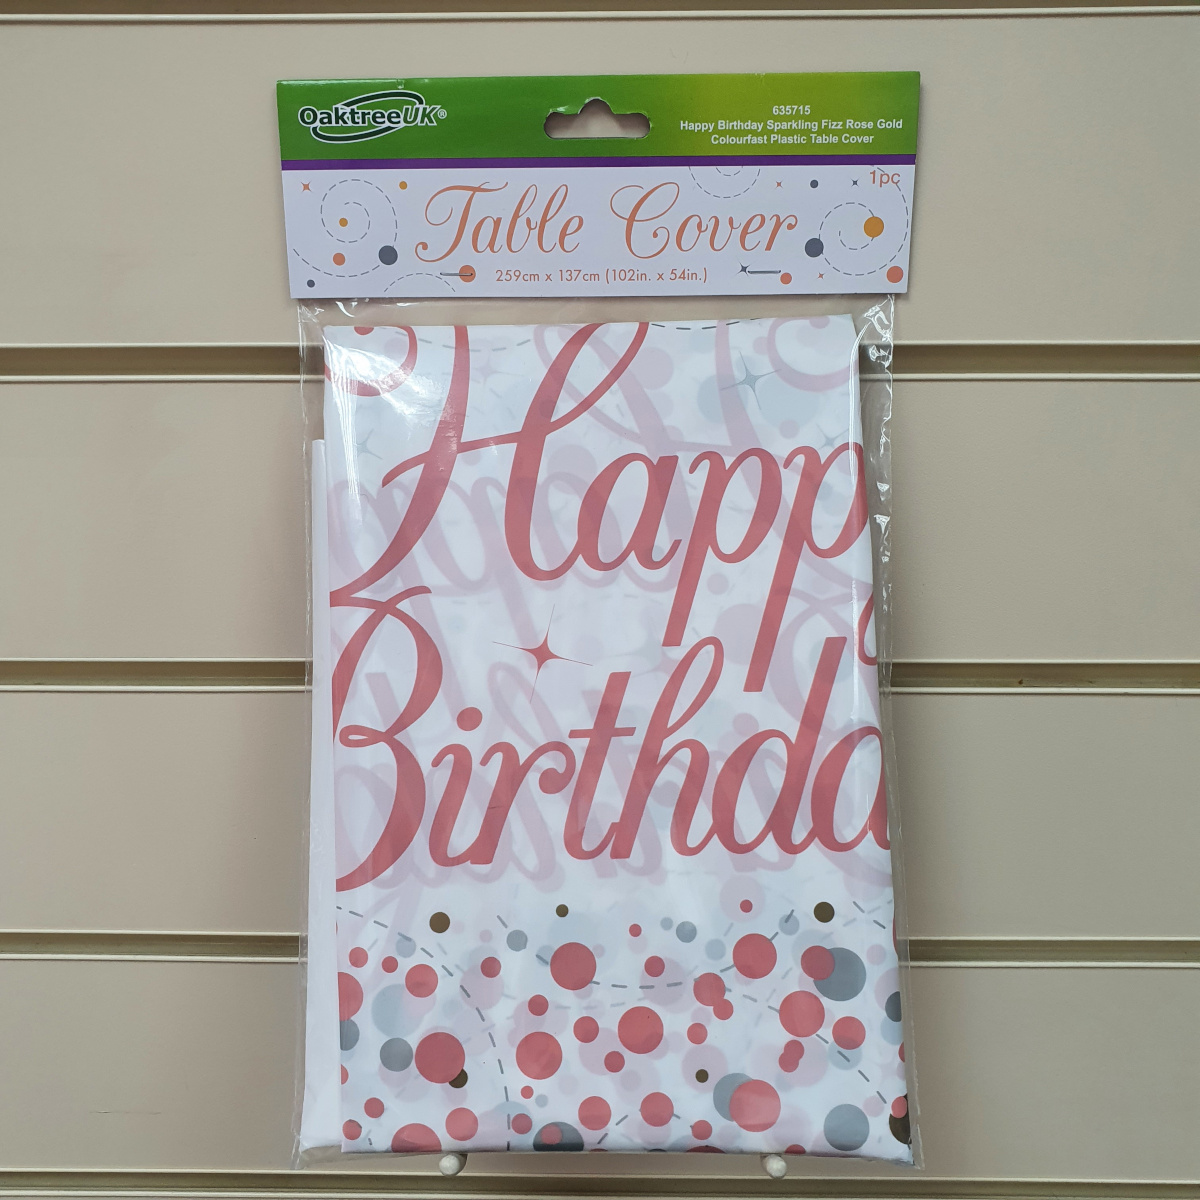 OaktreeUK®
635715
Happy Birthday Sparkling Fizz Rose Gold
Colourfast Plastic Table Cover
1pc
Table Cover
259cm x 137cm (102in. x 54in.)
Happ
Birthda